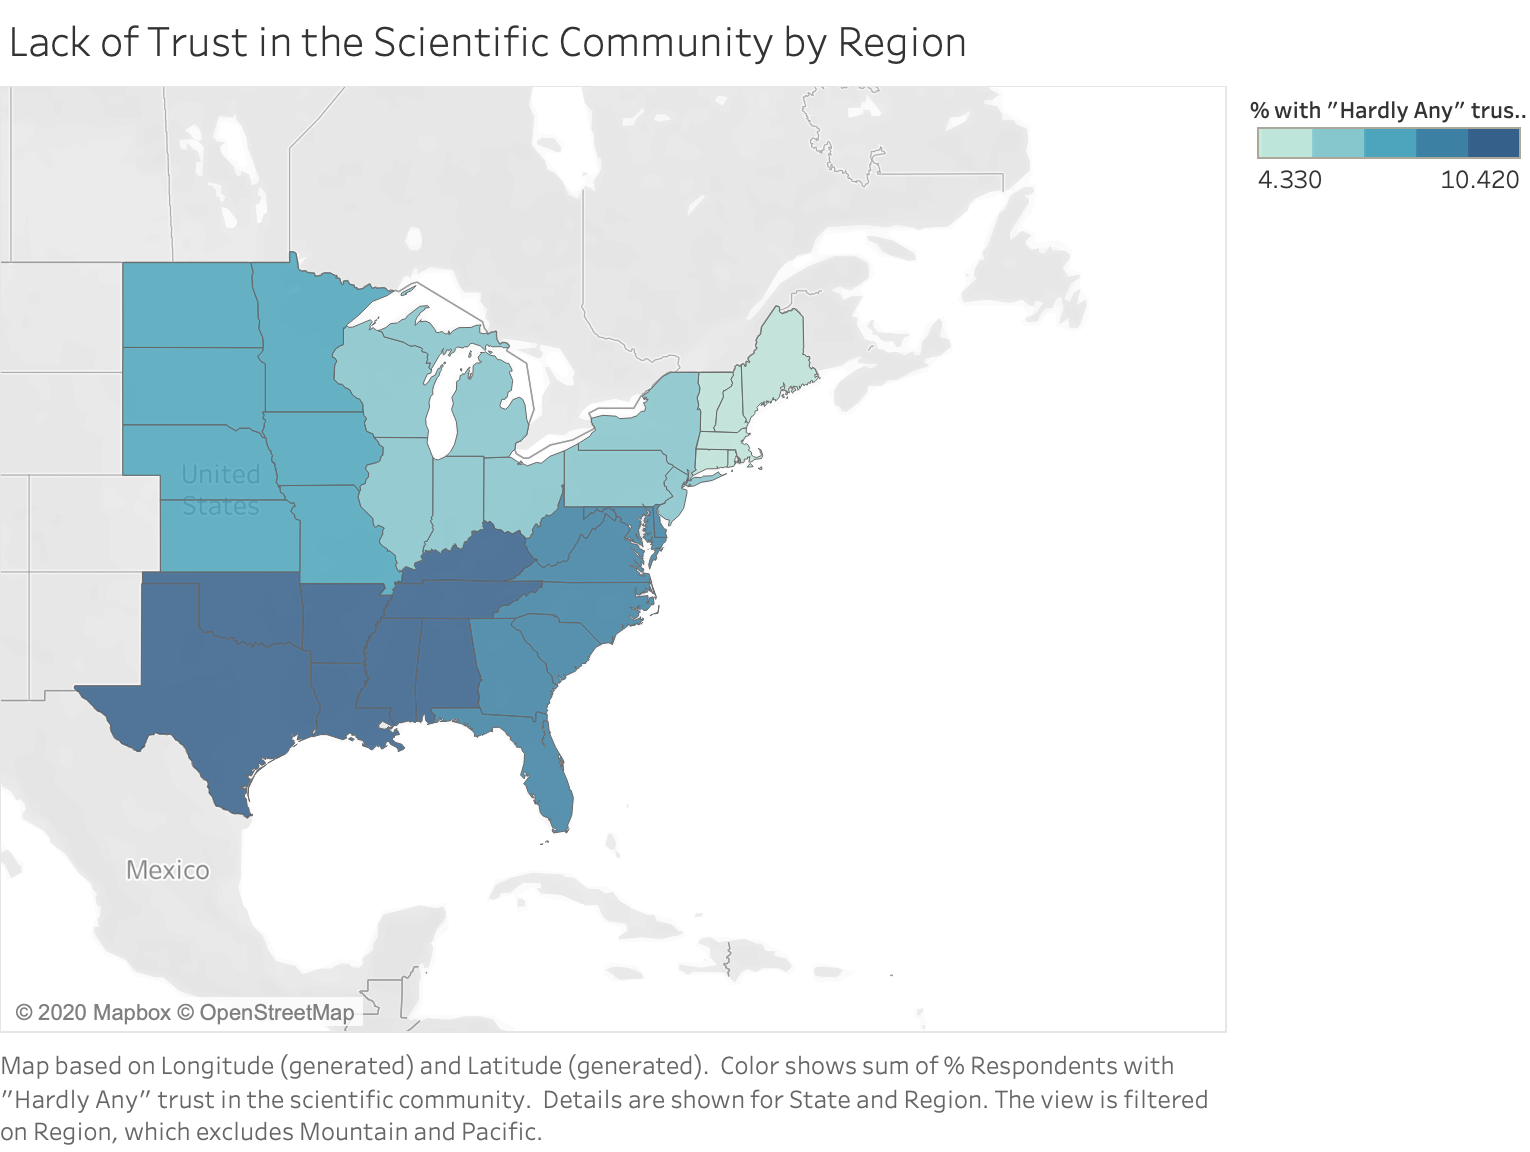 Lack of Trust in the Scientific Community by Region
% with "Hardly Any" trus..
4.330 10.420
United
States
Mexico
© 2020 Mapbox © OpenStreetMap
Map based on Longitude (generated) and Latitude (generated).  Color shows sum of % Respondents with
"Hardly Any" trust in the scientific community.  Details are shown for State and Region. The view is filtered
on Region, which excludes Mountain and Pacific.